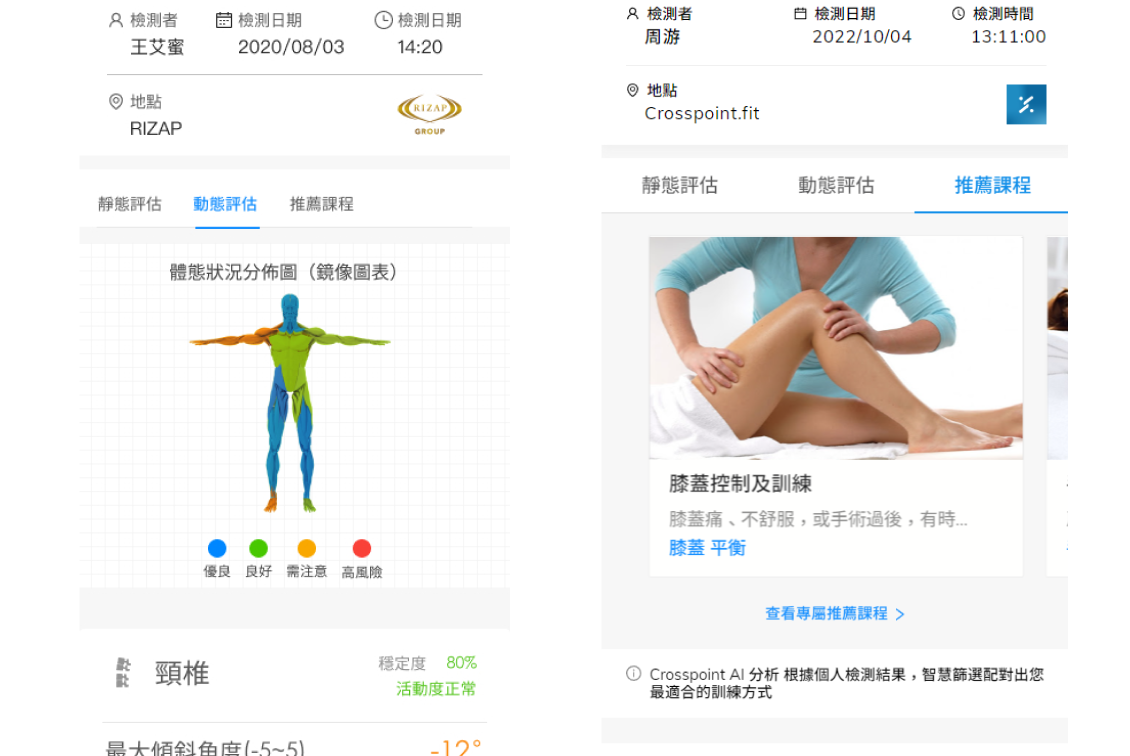 檢測者
檢測日期
檢測日期
王艾蜜
2020/08/03
14:20
地點
RIZAP
RIZAP
GROUP
靜態評估
動態評估
推薦課程
體態狀況分佈圖（鏡像圖表）
優良
良好
需注意
高風險
頸椎
穩定度 80%
活動度正常
最大傾斜角度(-5~5)
-12°
檢測者
檢測日期
檢測時間
周游
2022/10/04
13:11:00
地點
Crosspoint.fit
靜態評估
動態評估
推薦課程
膝蓋控制及訓練
膝蓋痛、不舒服，或手術過後，有時...
膝蓋 平衡
查看專屬推薦課程 >
Crosspoint AI 分析 根據個人檢測結果，智慧篩選配對出您
最適合的訓練方式